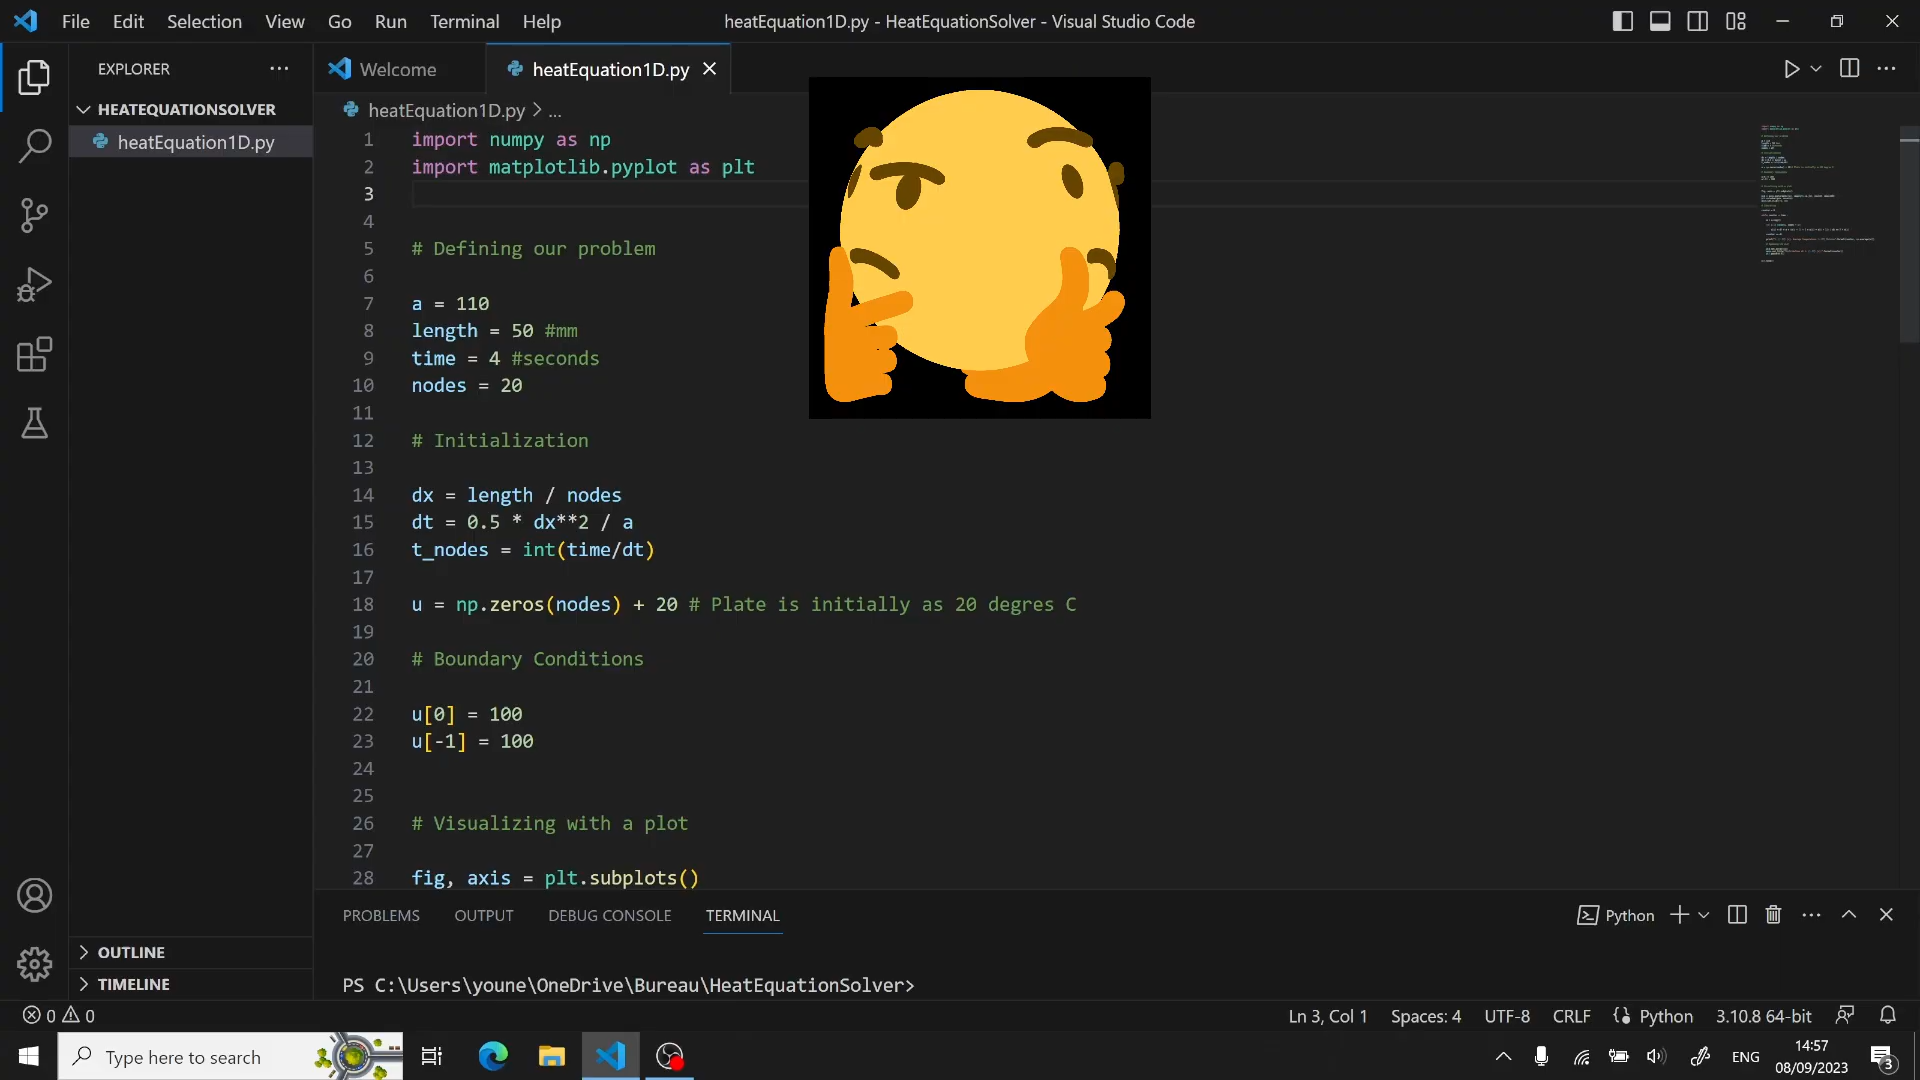 File Edit Selection View Go Run Terminal Help
heatEquation1D.py - HeatEquationSolver - Visual Studio Code
EXPLORER
Welcome
heatEquation1D.py
HEATEQUATIONSOLVER
heatEquation1D.py
heatEquation1D.py > ...
1 import numpy as np
2 import matplotlib.pyplot as plt
3
4
5 # Defining our problem
6
7 a = 110
8 length = 50 #mm
9 time = 4 #seconds
10 nodes = 20
11
12 # Initialization
13
14 dx = length / nodes
15 dt = 0.5 * dx**2 / a
16 t_nodes = int(time/dt)
17
18 u = np.zeros(nodes) + 20 # Plate is initially as 20 degres C
19
20 # Boundary Conditions
21
22 u[0] = 100
23 u[-1] = 100
24
25
26 # Visualizing with a plot
27
28 fig, axis = plt.subplots()
PROBLEMS OUTPUT DEBUG CONSOLE TERMINAL
Python
OUTLINE
TIMELINE
PS C:\Users\youne\OneDrive\Bureau\HeatEquationSolver>
0 0
Ln 3, Col 1 Spaces: 4 UTF-8 CRLF Python 3.10.8 64-bit
Type here to search
ENG
14:57
08/09/2023
3